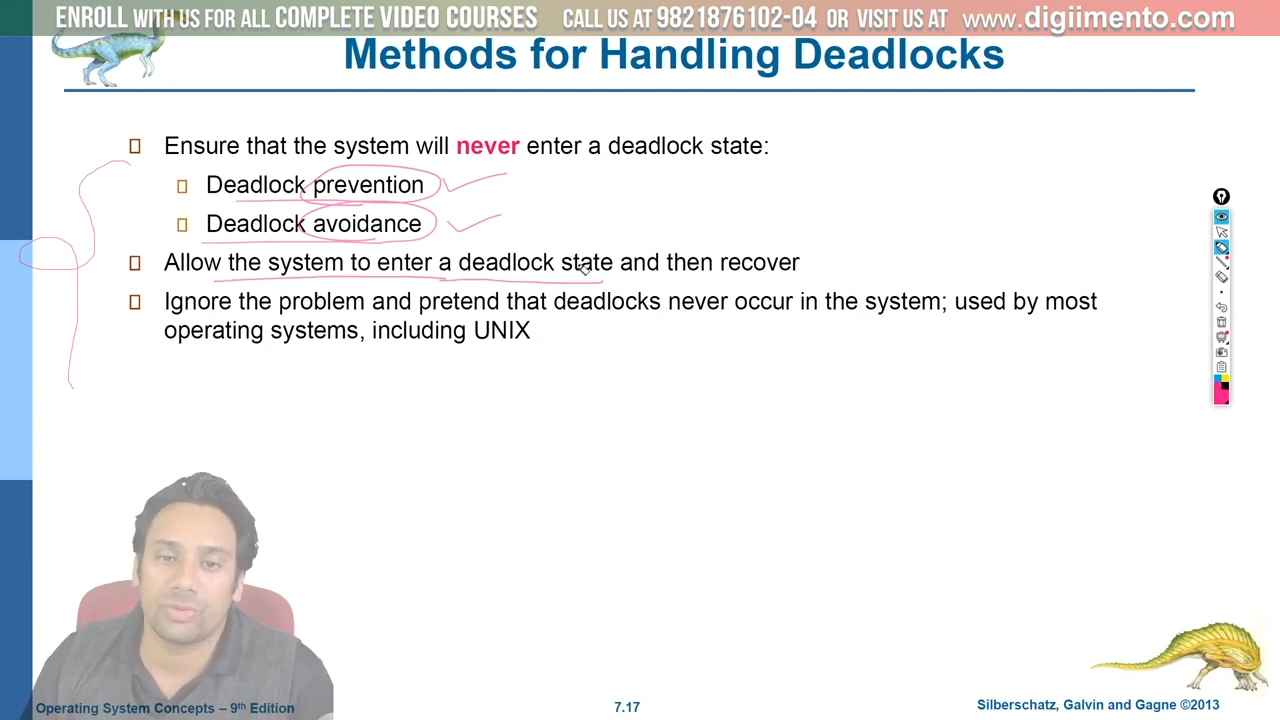 ENROLL WITH US FOR ALL COMPLETE VIDEO COURSES CALL US AT 9821876102-04 OR VISIT US AT www.digiimento.com
Methods for Handling Deadlocks
Ensure that the system will never enter a deadlock state:
Deadlock prevention
Deadlock avoidance
Allow the system to enter a deadlock state and then recover
Ignore the problem and pretend that deadlocks never occur in the system; used by most
operating systems, including UNIX
Operating System Concepts – 9th Edition
7.17
Silberschatz, Galvin and Gagne ©2013